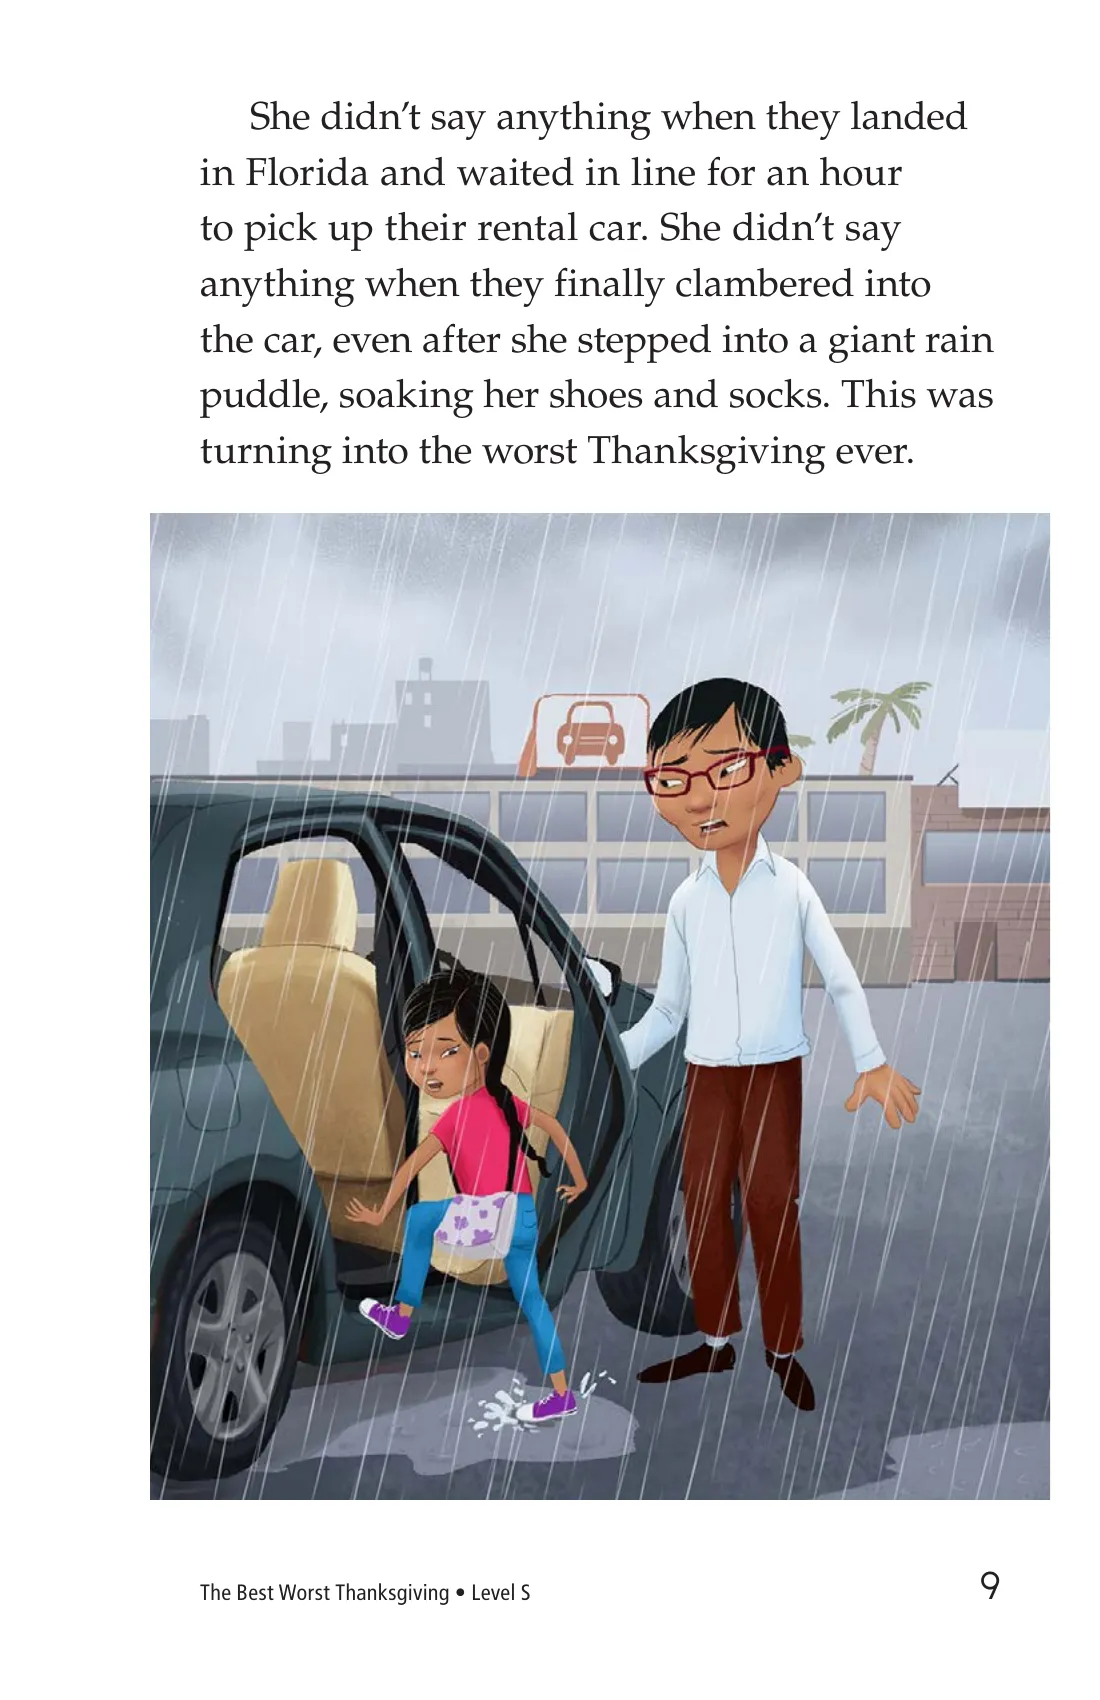 She didn’t say anything when they landed
in Florida and waited in line for an hour
to pick up their rental car. She didn’t say
anything when they finally clambered into
the car, even after she stepped into a giant rain
puddle, soaking her shoes and socks. This was
turning into the worst Thanksgiving ever.
The Best Worst Thanksgiving • Level S
9